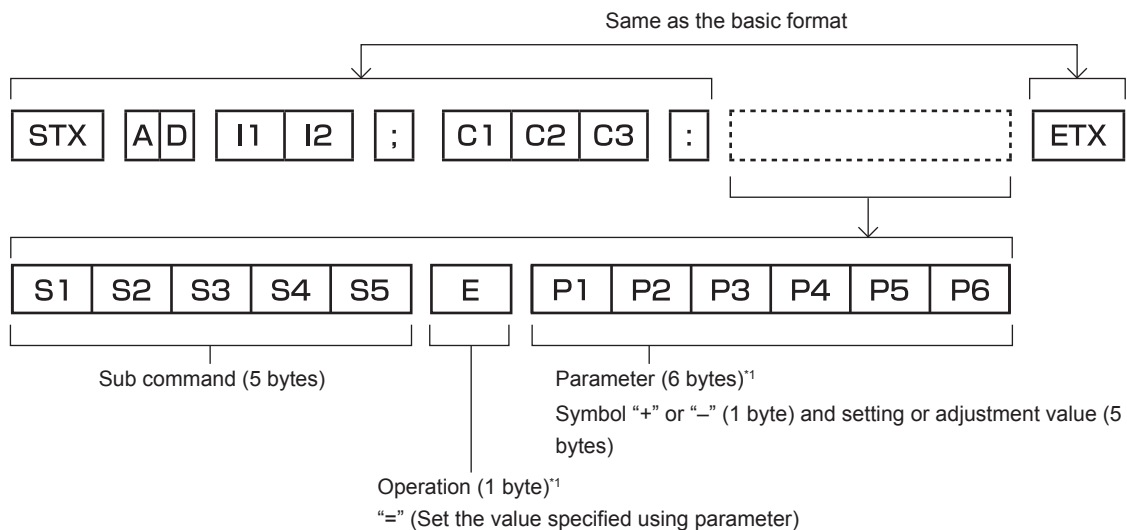 Same as the basic format
STX A D I1 I2 ; C1 C2 C3 : ETX
S1 S2 S3 S4 S5 E P1 P2 P3 P4 P5 P6
Sub command (5 bytes)
Parameter (6 bytes)*1
Symbol “+” or “–” (1 byte) and setting or adjustment value (5
bytes)
Operation (1 byte)*1
“=” (Set the value specified using parameter)